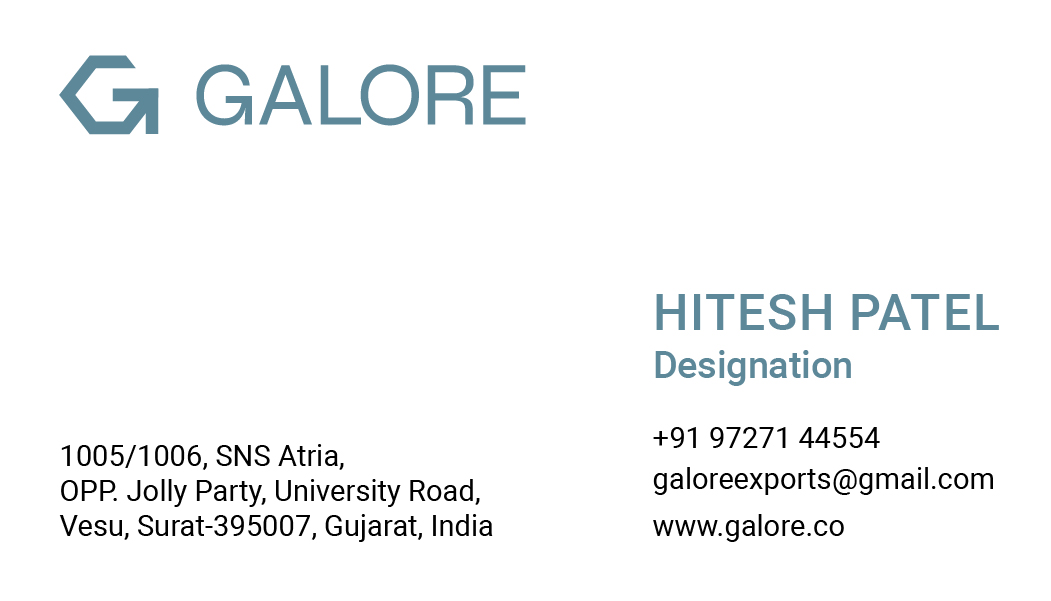 GALORE
HITESH PATEL
Designation
+91 97271 44554
galoreexports@gmail.com
www.galore.co
1005/1006, SNS Atria,
OPP. Jolly Party, University Road,
Vesu, Surat-395007, Gujarat, India